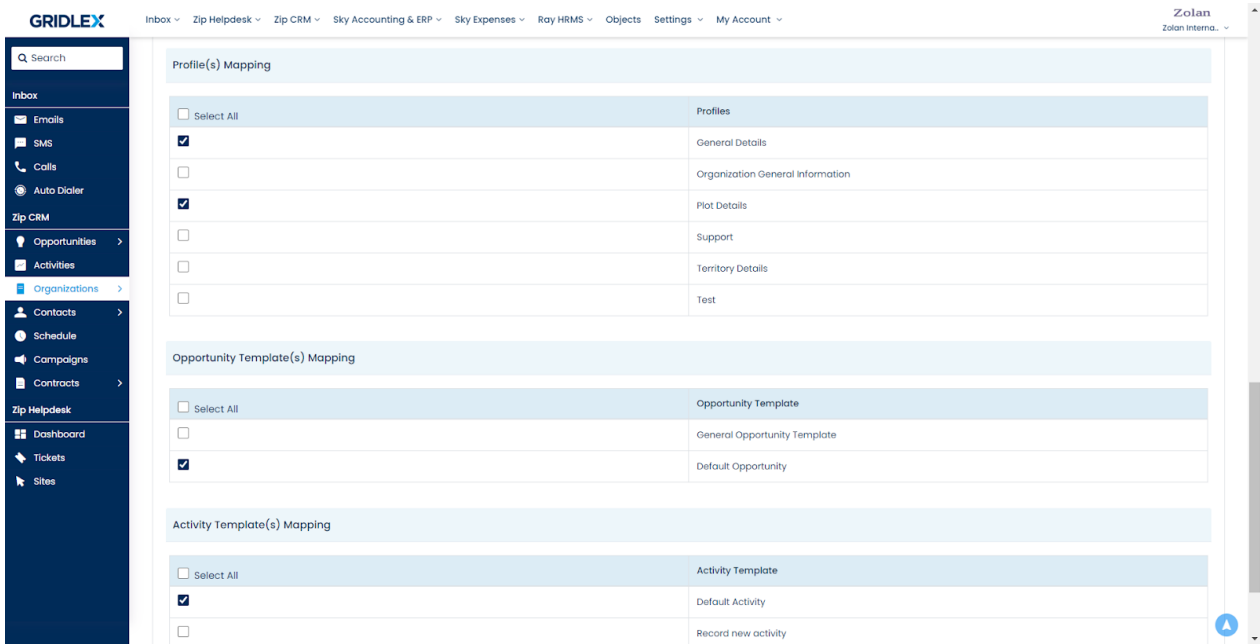 GRIDLEX
Inbox Zip Helpdesk Zip CRM Sky Accounting & ERP Sky Expenses Ray HRMS Objects Settings My Account
Zolan
Zolan Interna..
Search
Inbox
Emails
SMS
Calls
Auto Dialer
Zip CRM
Opportunities
Activities
Organizations
Contacts
Schedule
Campaigns
Contracts
Zip Helpdesk
Dashboard
Tickets
Sites
Profile(s) Mapping
Select All Profiles
General Details
Organization General Information
Plot Details
Support
Territory Details
Test
Opportunity Template(s) Mapping
Select All Opportunity Template
General Opportunity Template
Default Opportunity
Activity Template(s) Mapping
Select All Activity Template
Default Activity
Record new activity